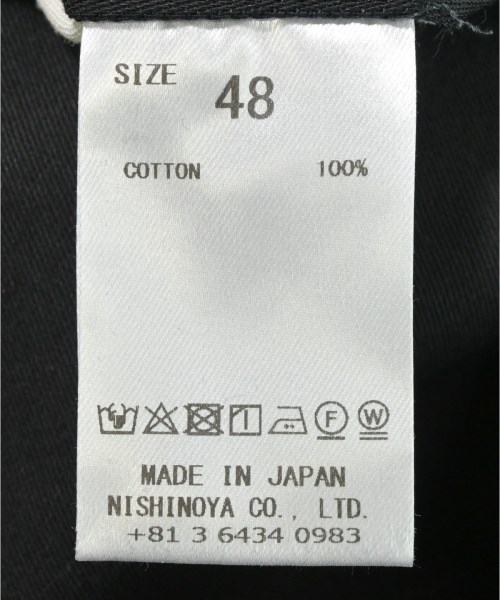 SIZE 48
COTTON 100%
F W
MADE IN JAPAN
NISHINOYA CO., LTD.
+81 3 6434 0983